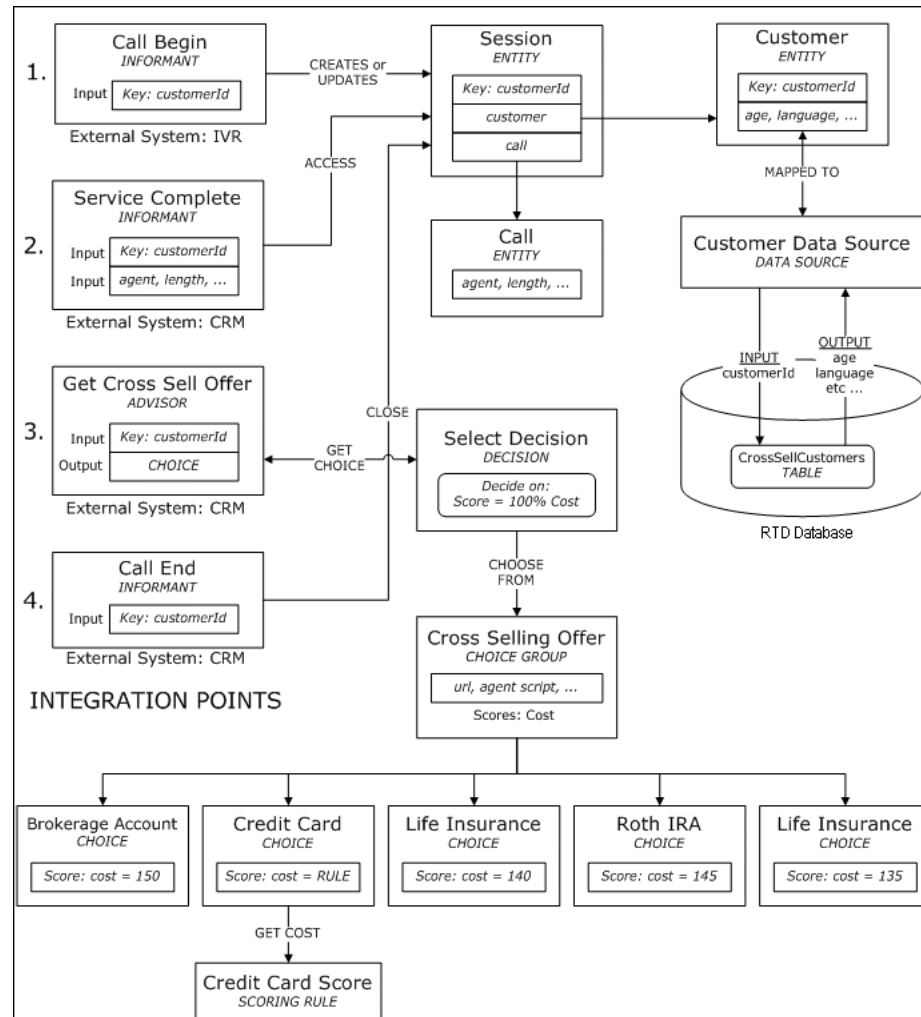 1.
Call Begin
INFORMANT
Input
Key: customerId
External System: IVR
CREATES or
UPDATES
Session
ENTITY
Key: customerId
customer
call
Customer
ENTITY
Key: customerId
age, language, ...
ACCESS
MAPPED TO
2.
Service Complete
INFORMANT
Input
Key: customerId
Input
agent, length, ...
External System: CRM
Call
ENTITY
agent, length, ...
Customer Data Source
DATA SOURCE
INPUT
customerId
OUTPUT
age
language
etc ...
CrossSellCustomers
TABLE
RTD Database
3.
Get Cross Sell Offer
ADVISOR
Input
Key: customerId
Output
CHOICE
External System: CRM
CLOSE
GET
CHOICE
Select Decision
DECISION
Decide on:
Score = 100% Cost
CHOOSE
FROM
4.
Call End
INFORMANT
Input
Key: customerId
External System: CRM
INTEGRATION POINTS
Cross Selling Offer
CHOICE GROUP
url, agent script, ...
Scores: Cost
Brokerage Account
CHOICE
Score: cost = 150
Credit Card
CHOICE
Score: cost = RULE
Life Insurance
CHOICE
Score: cost = 140
Roth IRA
CHOICE
Score: cost = 145
Life Insurance
CHOICE
Score: cost = 135
GET COST
Credit Card Score
SCORING RULE